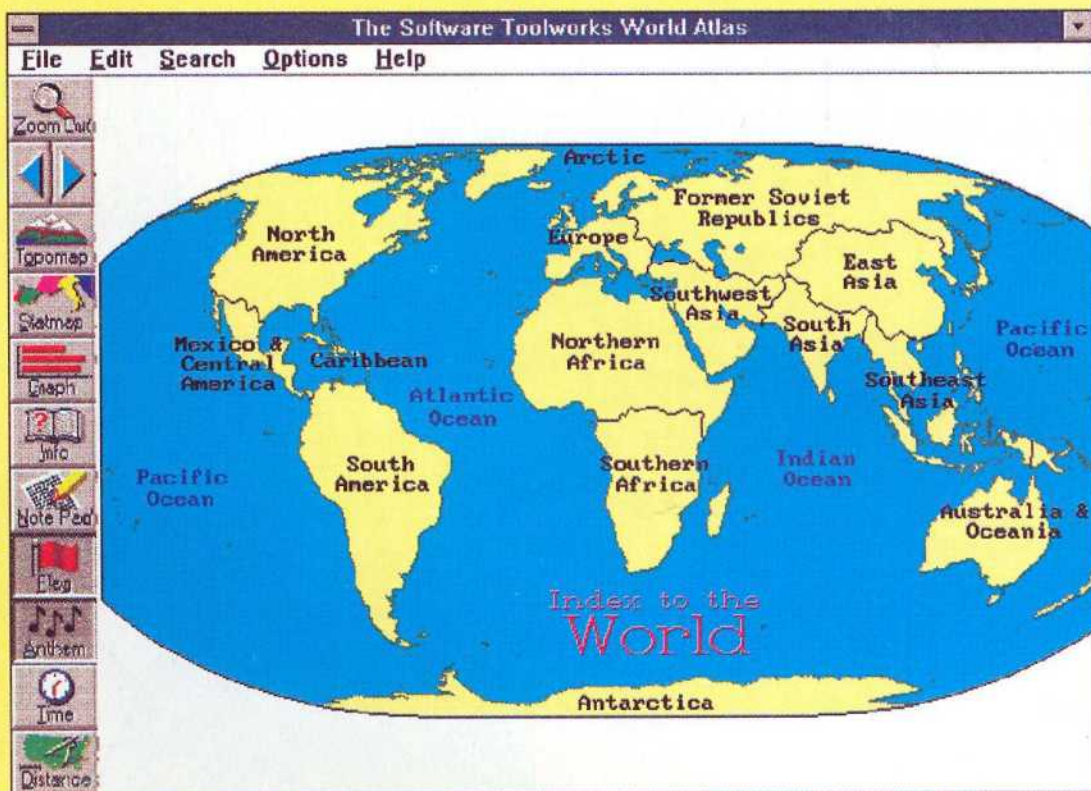 The Software Toolworks World Atlas
File Edit Search Options Help
Zoom Out
Topomap
Statmap
Graph
Info
Note Pad
Flag
Anthem
Time
Distance
Arctic
North
America
Europe
Former Soviet
Republics
East
Asia
Southwest
Asia
South
Asia
Pacific
Ocean
Mexico &
Central
America
Caribbean
Northern
Africa
Southeast
Asia
Atlantic
Ocean
Pacific
Ocean
South
America
Southern
Africa
Indian
Ocean
Australia &
Oceania
Index to the
World
Antarctica